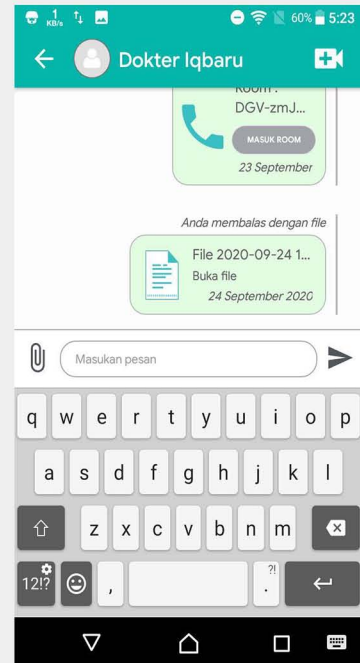 1
KB/s
60% 5:23
Dokter Iqbaru
Room :
DGV-zmJ...
MASUK ROOM
23 September
Anda membalas dengan file
File 2020-09-24 1...
Buka file
24 September 2020
Masukan pesan
q w e r t y u i o p
a s d f g h j k l
z x c v b n m
12!? , . ?!